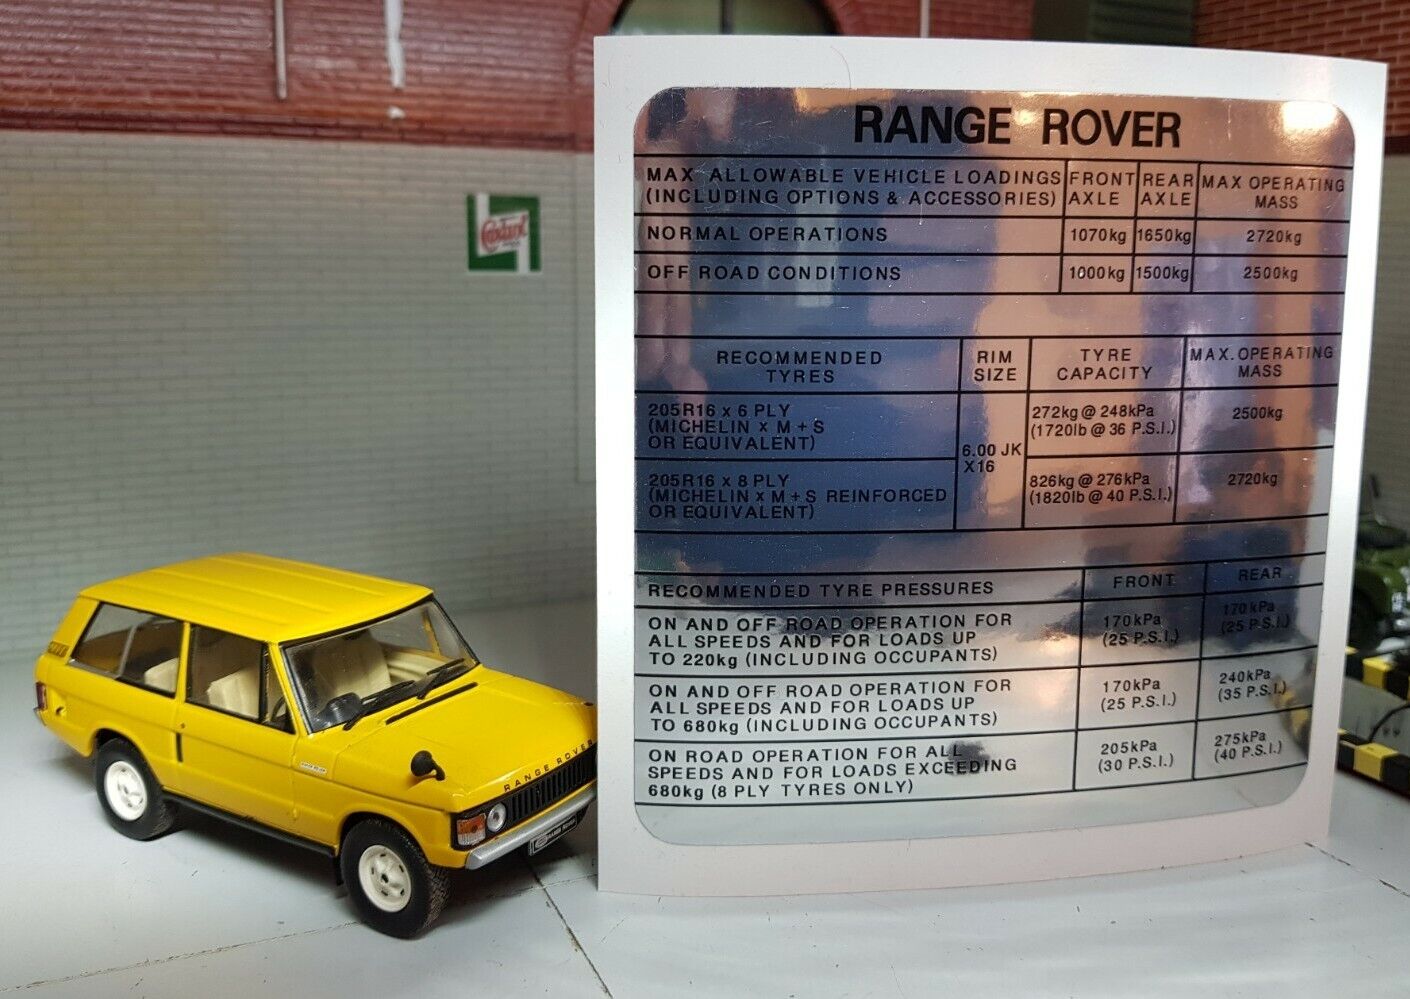 RANGE ROVER
MAX ALLOWABLE VEHICLE LOADINGS (INCLUDING OPTIONS & ACCESSORIES) FRONT AXLE REAR AXLE MAX OPERATING MASS
NORMAL OPERATIONS 1070kg 1650kg 2720kg
OFF ROAD CONDITIONS 1000kg 1500kg 2500kg
RECOMMENDED TYRES RIM SIZE TYRE CAPACITY MAX. OPERATING MASS
205R16 x 6 PLY
(MICHELIN x M + S
OR EQUIVALENT)
272kg @ 248kPa
(1720lb @ 36 P.S.I.)
2500kg
6.00 JK
X16
205R16 x 8 PLY
(MICHELIN x M + S REINFORCED
OR EQUIVALENT)
826kg @ 276kPa
(1820lb @ 40 P.S.I.)
2720kg
RECOMMENDED TYRE PRESSURES FRONT REAR
ON AND OFF ROAD OPERATION FOR
ALL SPEEDS AND FOR LOADS UP
TO 220kg (INCLUDING OCCUPANTS)
170kPa
(25 P.S.I.)
170kPa
(25 P.S.I.)
ON AND OFF ROAD OPERATION FOR
ALL SPEEDS AND FOR LOADS UP
TO 680kg (INCLUDING OCCUPANTS)
170kPa
(25 P.S.I.)
240kPa
(35 P.S.I.)
ON ROAD OPERATION FOR ALL
SPEEDS AND FOR LOADS EXCEEDING
680kg (8 PLY TYRES ONLY)
205kPa
(30 P.S.I.)
275kPa
(40 P.S.I.)
Castrol
RANGE ROVER